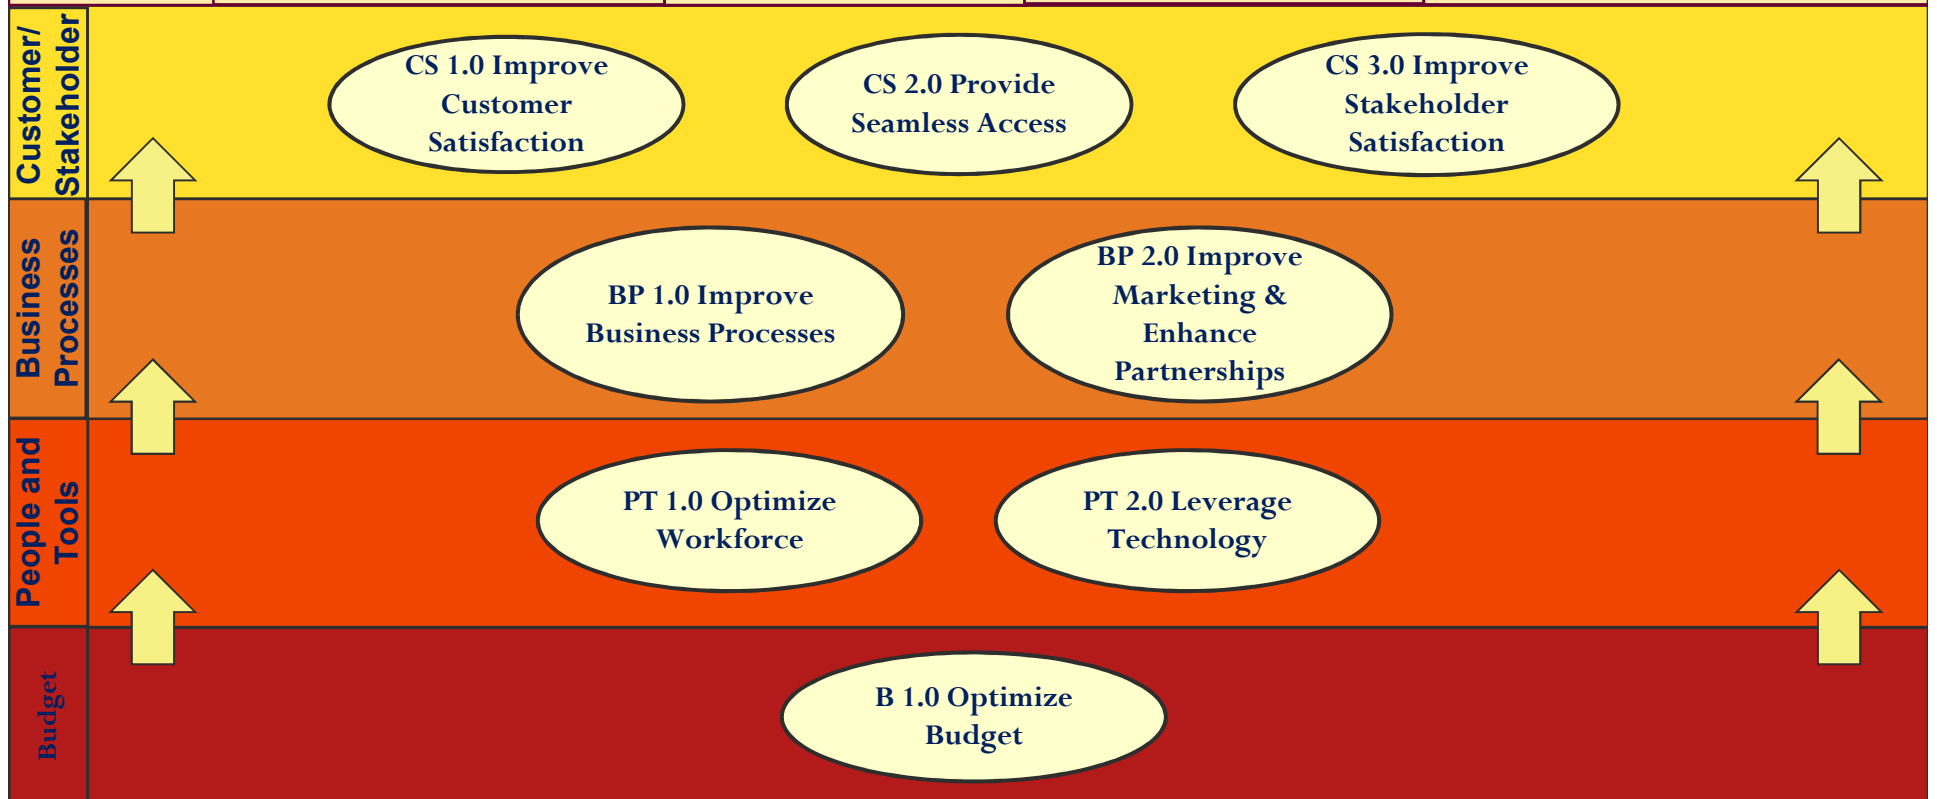 Customer/
Stakeholder
CS 1.0 Improve
Customer
Satisfaction
CS 2.0 Provide
Seamless Access
CS 3.0 Improve
Stakeholder
Satisfaction
Business
Processes
BP 1.0 Improve
Business Processes
BP 2.0 Improve
Marketing &
Enhance
Partnerships
People and
Tools
PT 1.0 Optimize
Workforce
PT 2.0 Leverage
Technology
Budget
B 1.0 Optimize
Budget